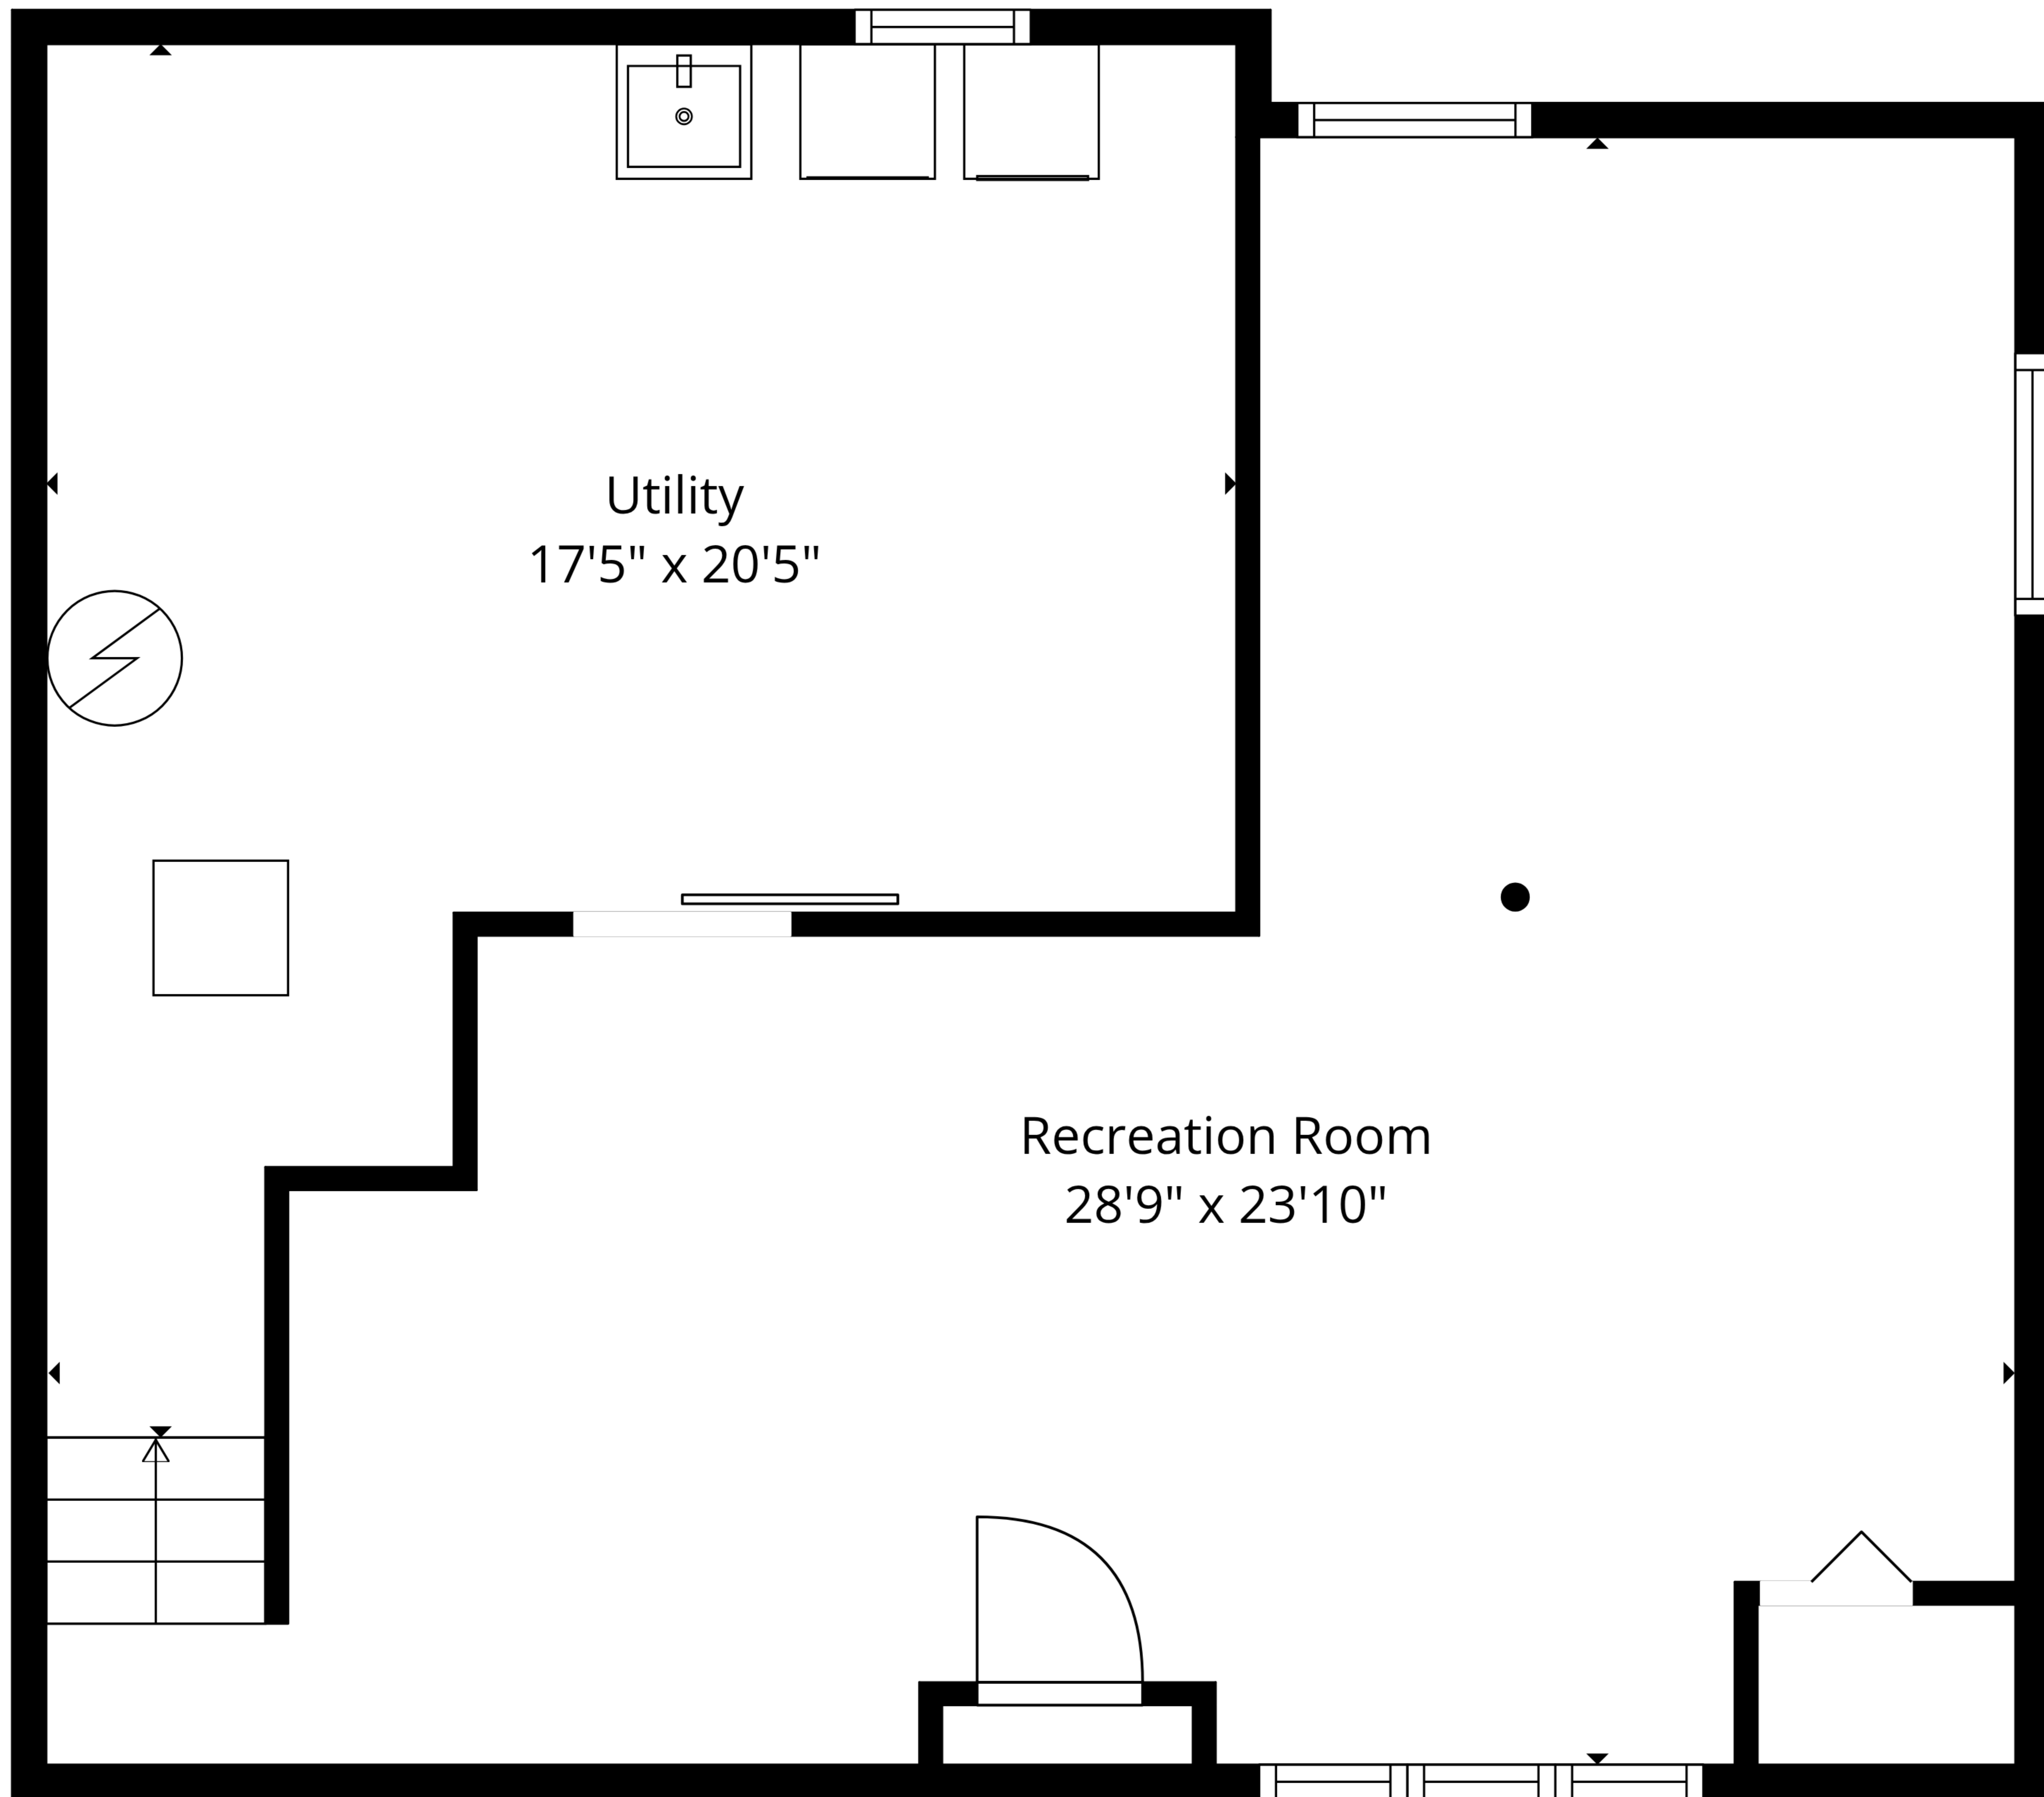 Utility
17'5" x 20'5"
Recreation Room
28'9" x 23'10"